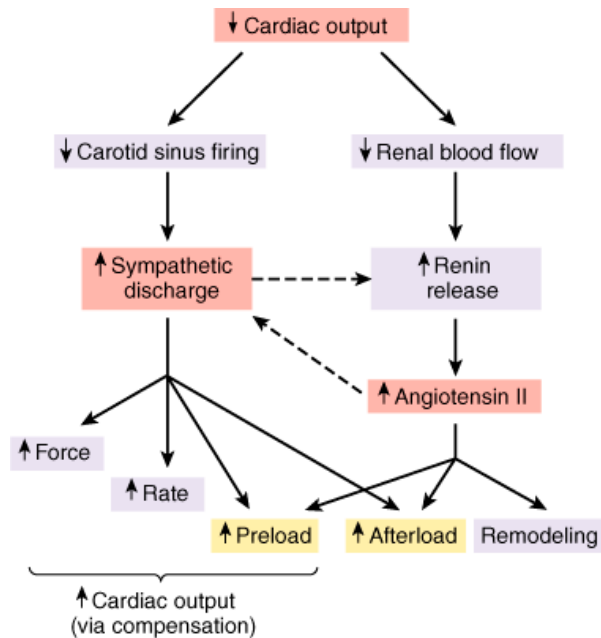 ↓ Cardiac output
↓ Carotid sinus firing
↓ Renal blood flow
↑ Sympathetic
discharge
↑ Renin
release
↑ Angiotensin II
↑ Force
↑ Rate
↑ Preload
↑ Afterload
Remodeling
↑ Cardiac output
(via compensation)